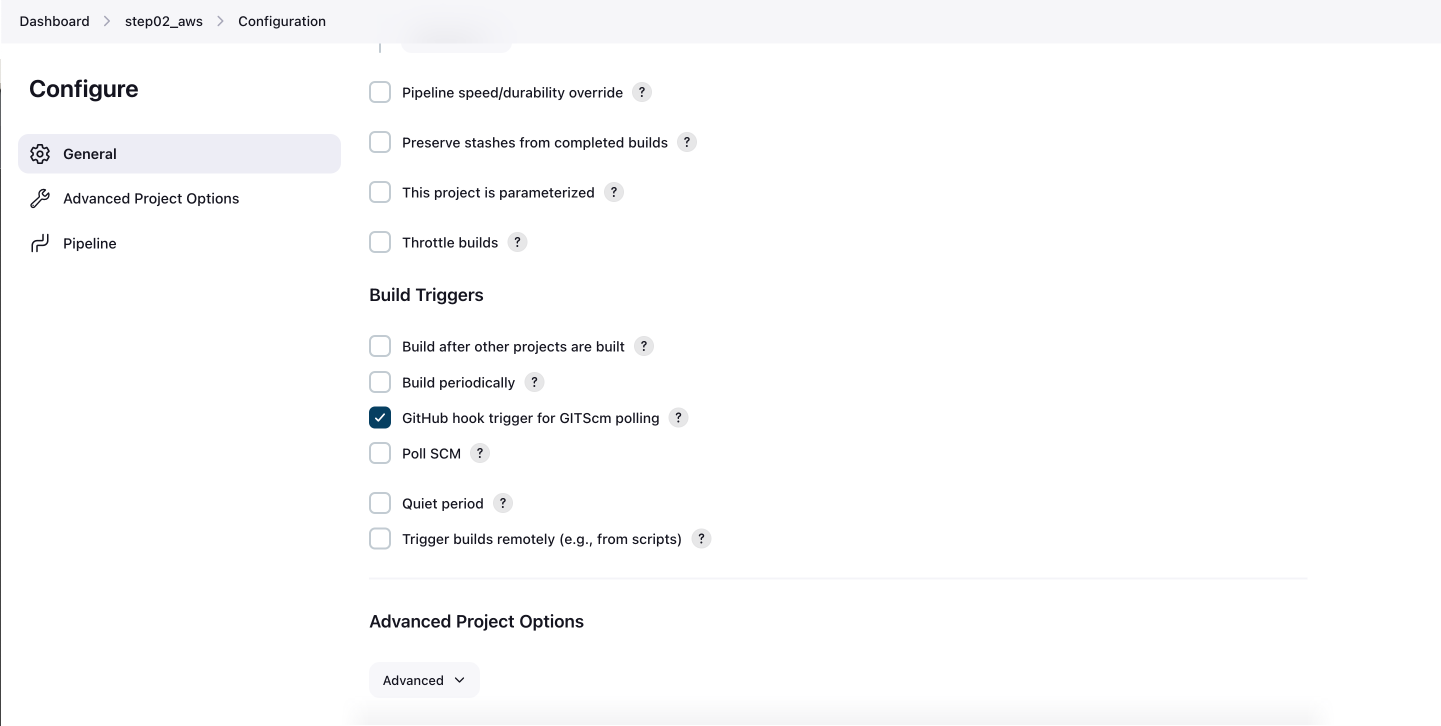 Dashboard > step02_aws > Configuration
Configure
General
Advanced Project Options
Pipeline
Pipeline speed/durability override ?
Preserve stashes from completed builds ?
This project is parameterized ?
Throttle builds ?
Build Triggers
Build after other projects are built ?
Build periodically ?
GitHub hook trigger for GITScm polling ?
Poll SCM ?
Quiet period ?
Trigger builds remotely (e.g., from scripts) ?
Advanced Project Options
Advanced